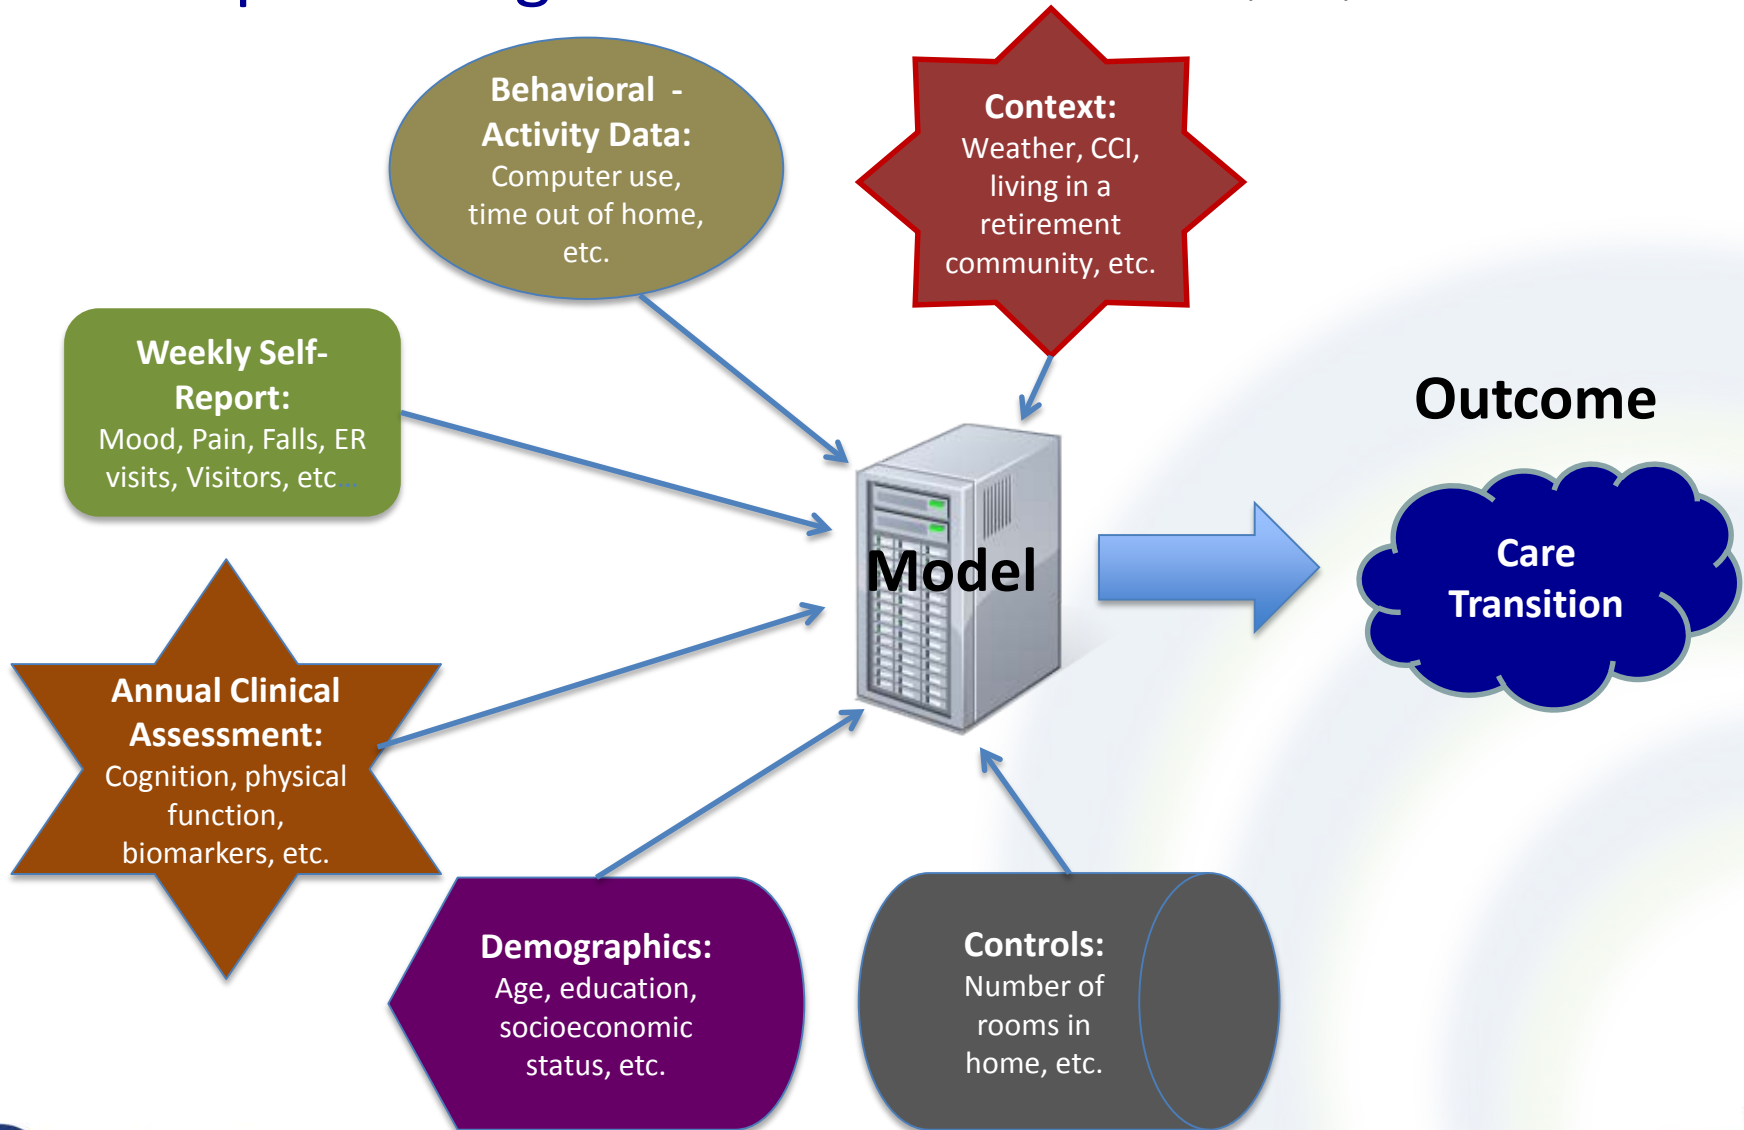 Behavioral -
Activity Data:
Computer use,
time out of home,
etc.
Context:
Weather, CCI,
living in a
retirement
community, etc.
Weekly Self-
Report:
Mood, Pain, Falls, ER
visits, Visitors, etc...
Outcome
Model
Care
Transition
Annual Clinical
Assessment:
Cognition, physical
function,
biomarkers, etc.
Demographics:
Age, education,
socioeconomic
status, etc.
Controls:
Number of
rooms in
home, etc.